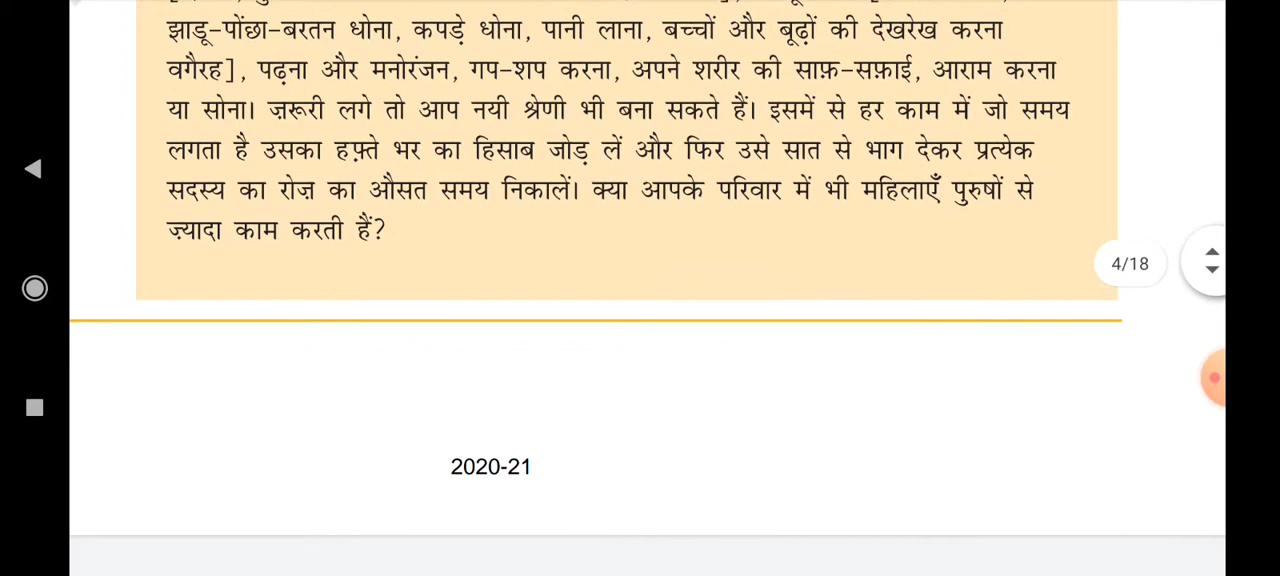 झाडू-पोंछा-बरतन धोना, कपड़े धोना, पानी लाना, बच्चों और बूढ़ों की देखरेख करना
वगैरह], पढ़ना और मनोरंजन, गप-शप करना, अपने शरीर की साफ़-सफ़ाई, आराम करना
या सोना। ज़रूरी लगे तो आप नयी श्रेणी भी बना सकते हैं। इसमें से हर काम में जो समय
लगता है उसका हफ़्ते भर का हिसाब जोड़ लें और फिर उसे सात से भाग देकर प्रत्येक
सदस्य का रोज़ का औसत समय निकालें। क्या आपके परिवार में भी महिलाएँ पुरुषों से
ज़्यादा काम करती हैं?
4/18
2020-21